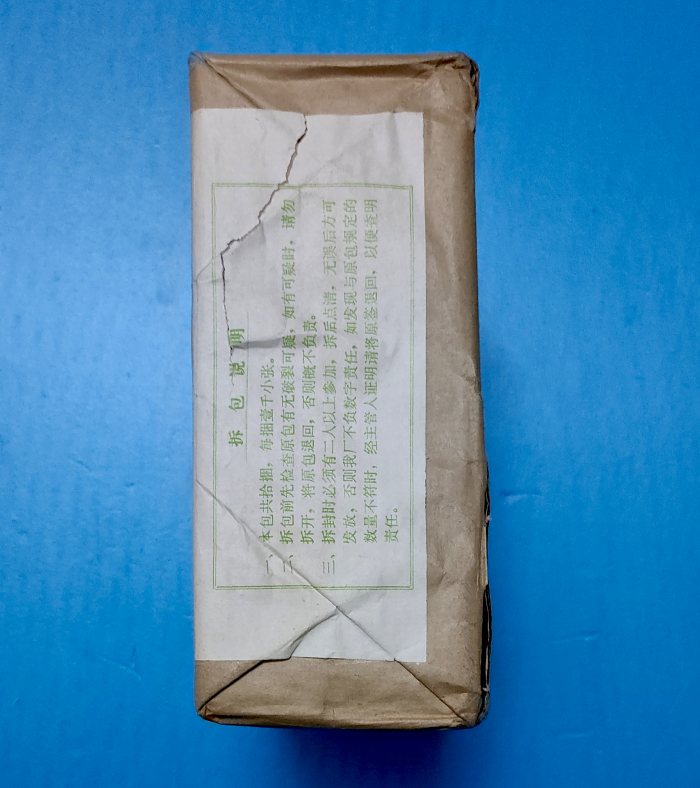 拆包说明
一、本包共拾捆，每捆壹千小张。
二、拆包前先检查原包有无破裂可疑，如有可疑时，请勿
拆开，将原包退回，否则概不负责。
三、拆封时必须有二人以上参加，拆后点清，无误后方可
发放，否则我厂不负数字责任，如发现与原包规定的
数量不符时，经主管人证明请将原签退回，以便查明
责任。